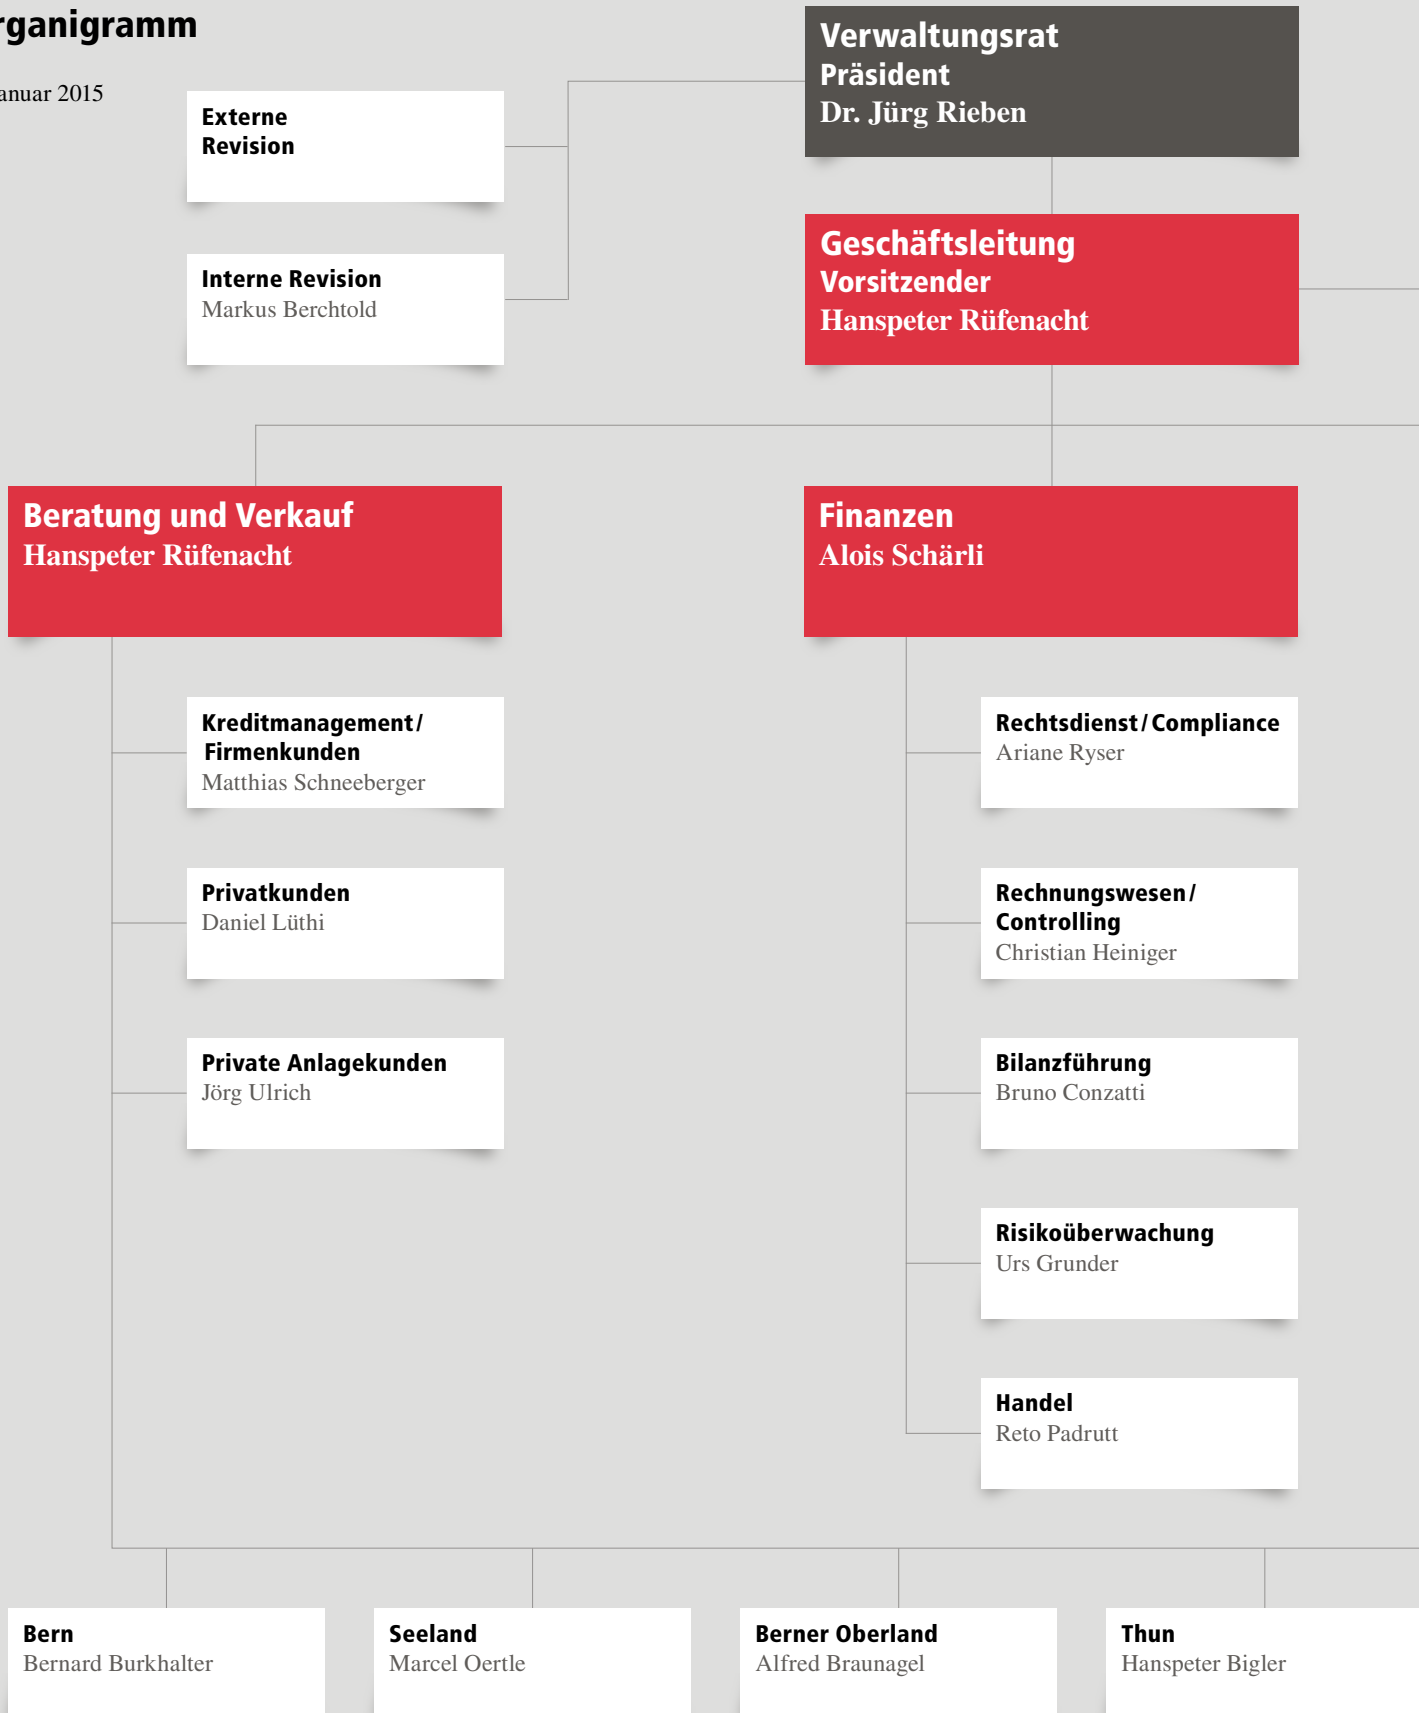 rganigramm
anuar 2015
Verwaltungsrat
Präsident
Dr. Jürg Rieben
Externe
Revision
Interne Revision
Markus Berchtold
Geschäftsleitung
Vorsitzender
Hanspeter Rüfenacht
Beratung und Verkauf
Hanspeter Rüfenacht
Kreditmanagement/
Firmenkunden
Matthias Schneeberger
Privatkunden
Daniel Lüthi
Private Anlagekunden
Jörg Ulrich
Finanzen
Alois Schärli
Rechtsdienst/Compliance
Ariane Ryser
Rechnungswesen/
Controlling
Christian Heiniger
Bilanzführung
Bruno Conzatti
Risikoüberwachung
Urs Grunder
Handel
Reto Padrutt
Bern
Bernard Burkhalter
Seeland
Marcel Oertle
Berner Oberland
Alfred Braunagel
Thun
Hanspeter Bigler